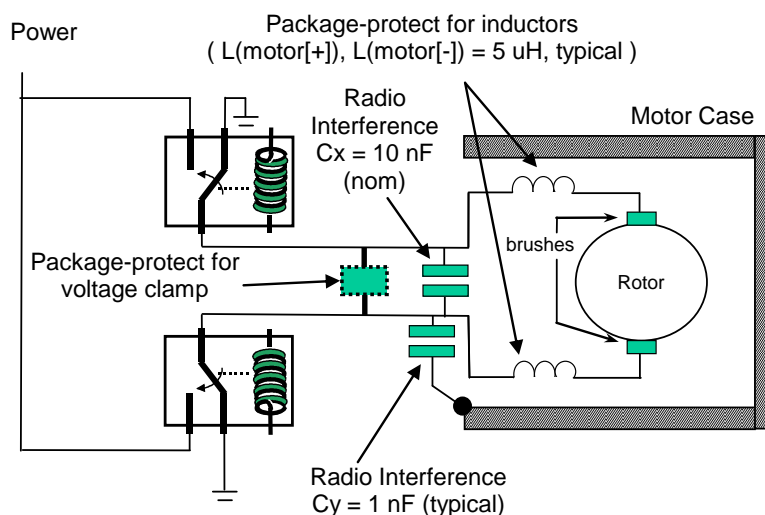 Package-protect for inductors
( L(motor[+]), L(motor[-]) = 5 uH, typical )
Power
Radio
Interference
Cx = 10 nF
(nom)
Motor Case
brushes
Rotor
Package-protect for
voltage clamp
Radio Interference
Cy = 1 nF (typical)